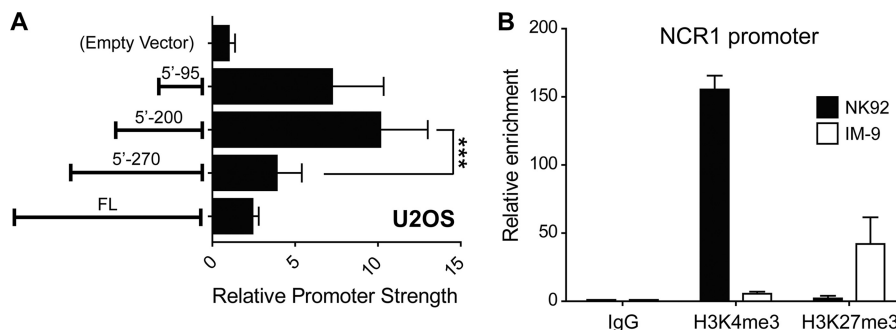 A
(Empty Vector)
5'-95
5'-200
5'-270
FL
***
U2OS
0 5 10 15
Relative Promoter Strength
B
NCR1 promoter
200
150
100
50
0
Relative enrichment
NK92
IM-9
IgG H3K4me3 H3K27me3